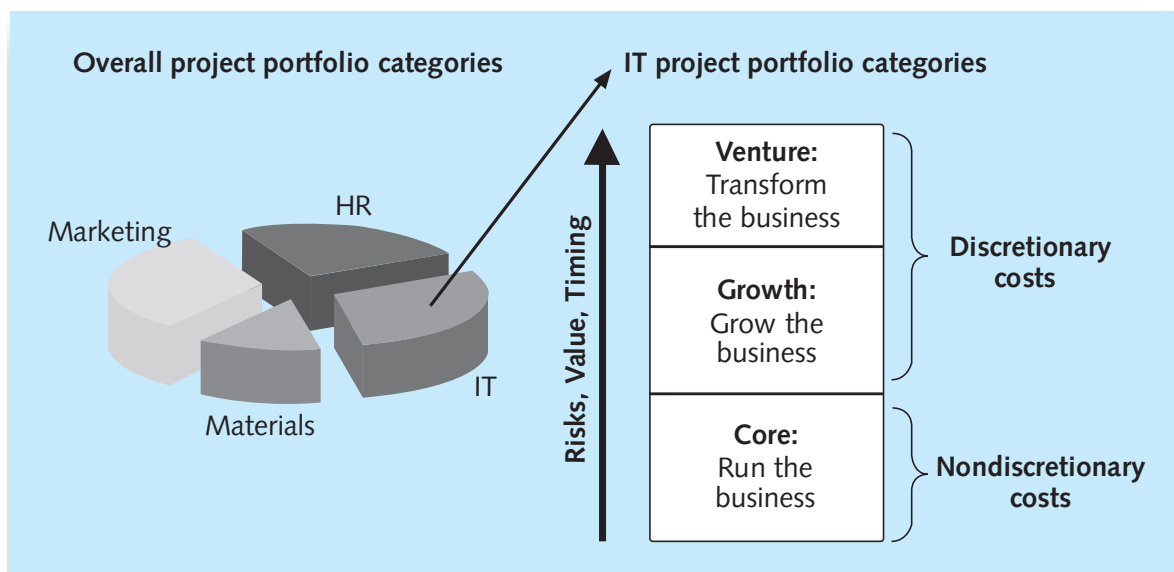 Overall project portfolio categories
IT project portfolio categories
Marketing
HR
Materials
IT
Risks, Value, Timing
Venture:
Transform
the business
Growth:
Grow the
business
Core:
Run the
business
Discretionary
costs
Nondiscretionary
costs